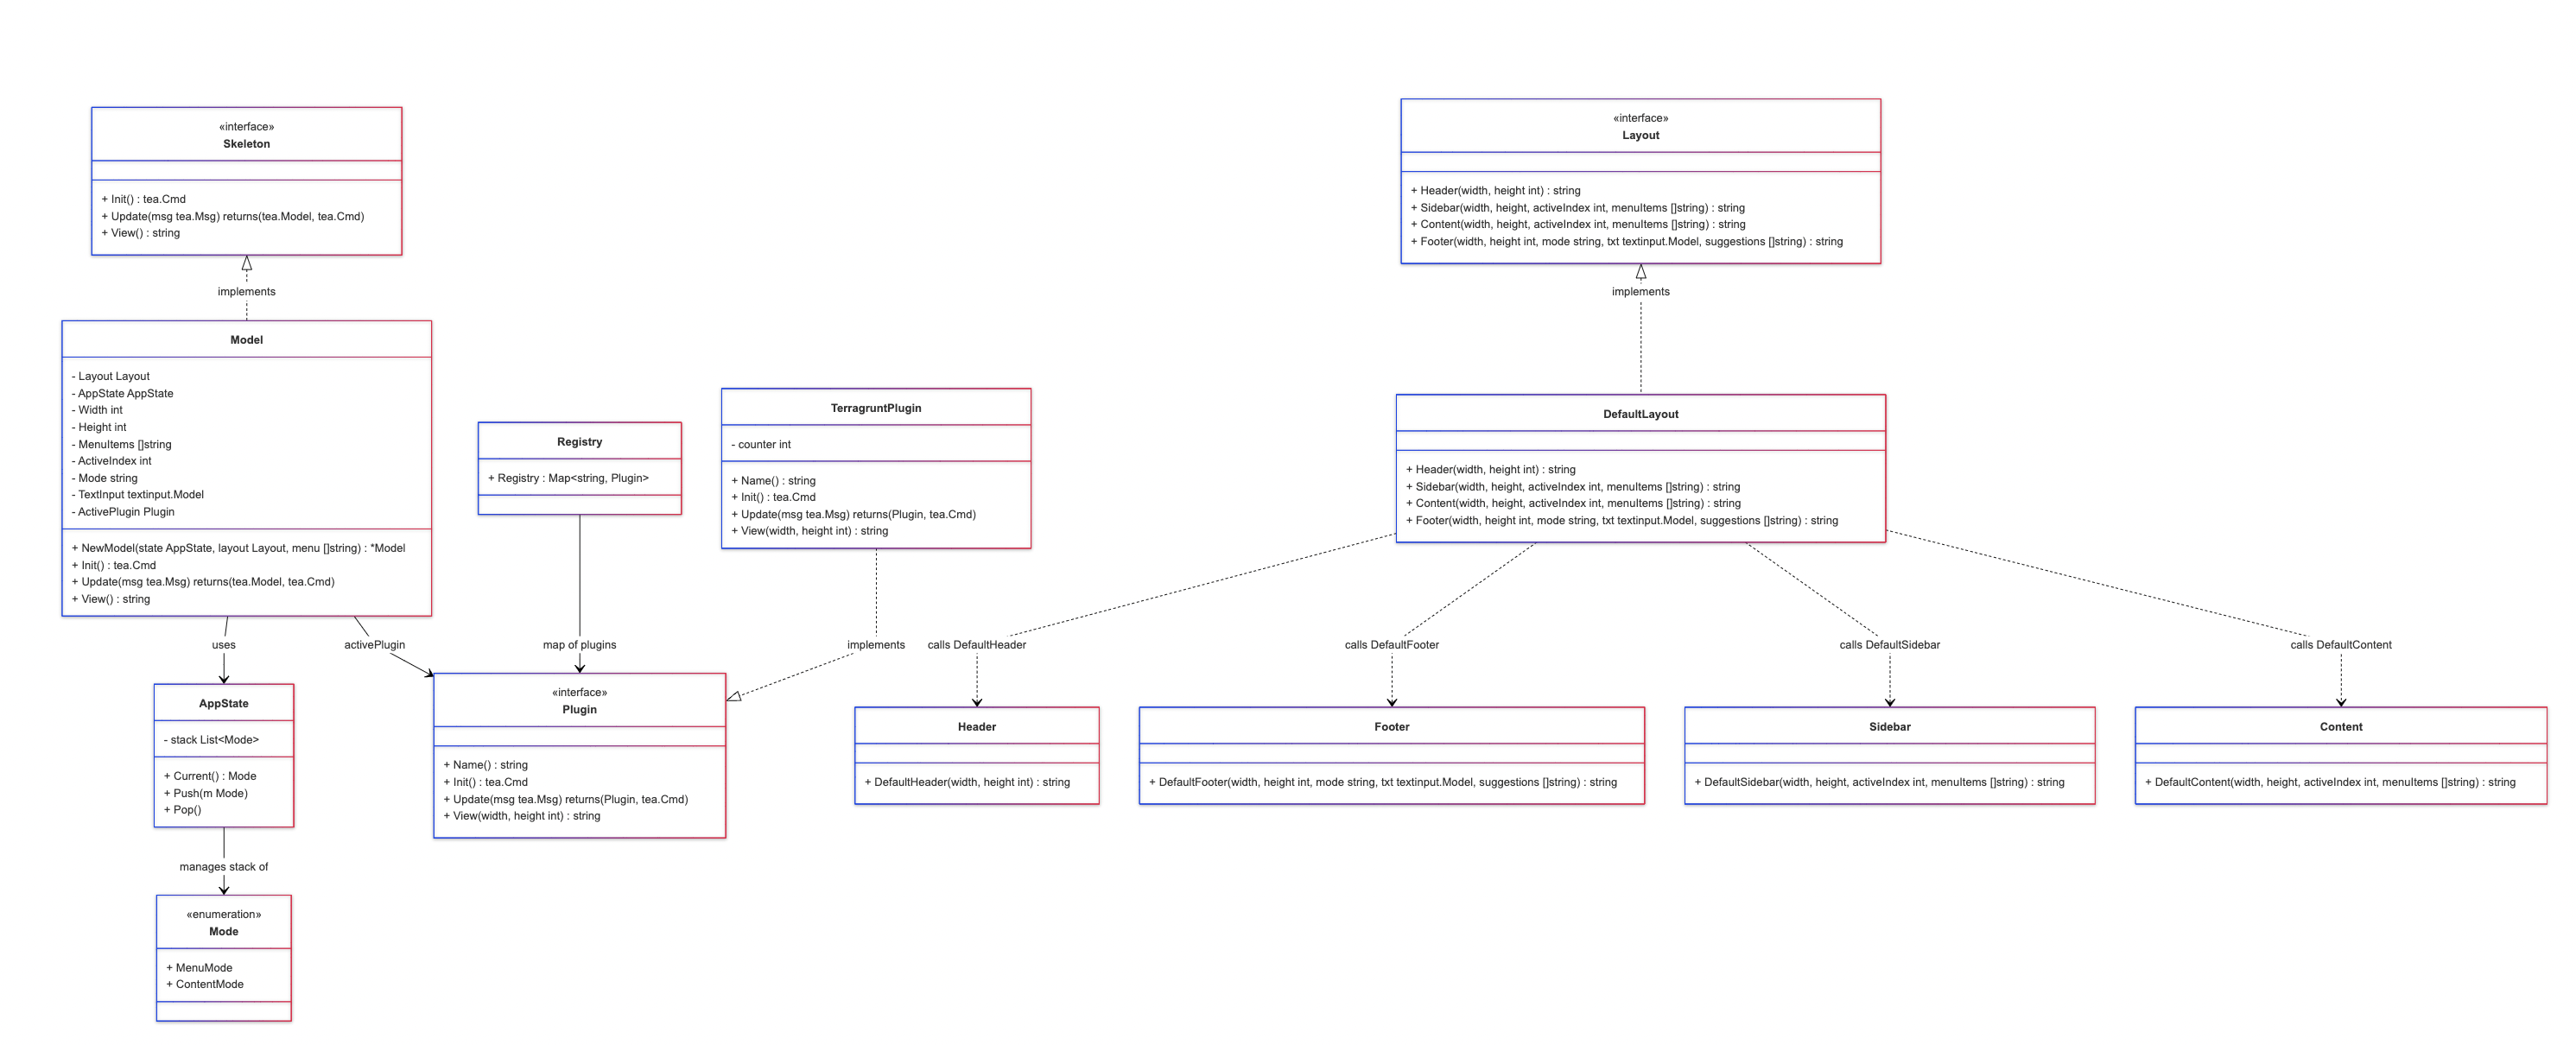 «interface»
Skeleton
+ Init() : tea.Cmd
+ Update(msg tea.Msg) returns(tea.Model, tea.Cmd)
+ View() : string
implements
Model
- Layout Layout
- AppState AppState
- Width int
- Height int
- MenuItems []string
- ActiveIndex int
- Mode string
- TextInput textinput.Model
- ActivePlugin Plugin
+ NewModel(state AppState, layout Layout, menu []string) : *Model
+ Init() : tea.Cmd
+ Update(msg tea.Msg) returns(tea.Model, tea.Cmd)
+ View() : string
uses
activePlugin
AppState
- stack List<Mode>
+ Current() : Mode
+ Push(m Mode)
+ Pop()
manages stack of
«enumeration»
Mode
+ MenuMode
+ ContentMode
Registry
+ Registry : Map<string, Plugin>
map of plugins
«interface»
Plugin
+ Name() : string
+ Init() : tea.Cmd
+ Update(msg tea.Msg) returns(Plugin, tea.Cmd)
+ View(width, height int) : string
TerragruntPlugin
- counter int
+ Name() : string
+ Init() : tea.Cmd
+ Update(msg tea.Msg) returns(Plugin, tea.Cmd)
+ View(width, height int) : string
implements
«interface»
Layout
+ Header(width, height int) : string
+ Sidebar(width, height, activeIndex int, menuItems []string) : string
+ Content(width, height, activeIndex int, menuItems []string) : string
+ Footer(width, height int, mode string, txt textinput.Model, suggestions []string) : string
implements
DefaultLayout
+ Header(width, height int) : string
+ Sidebar(width, height, activeIndex int, menuItems []string) : string
+ Content(width, height, activeIndex int, menuItems []string) : string
+ Footer(width, height int, mode string, txt textinput.Model, suggestions []string) : string
calls DefaultHeader
calls DefaultFooter
calls DefaultSidebar
calls DefaultContent
Header
+ DefaultHeader(width, height int) : string
Footer
+ DefaultFooter(width, height int, mode string, txt textinput.Model, suggestions []string) : string
Sidebar
+ DefaultSidebar(width, height, activeIndex int, menuItems []string) : string
Content
+ DefaultContent(width, height, activeIndex int, menuItems []string) : string